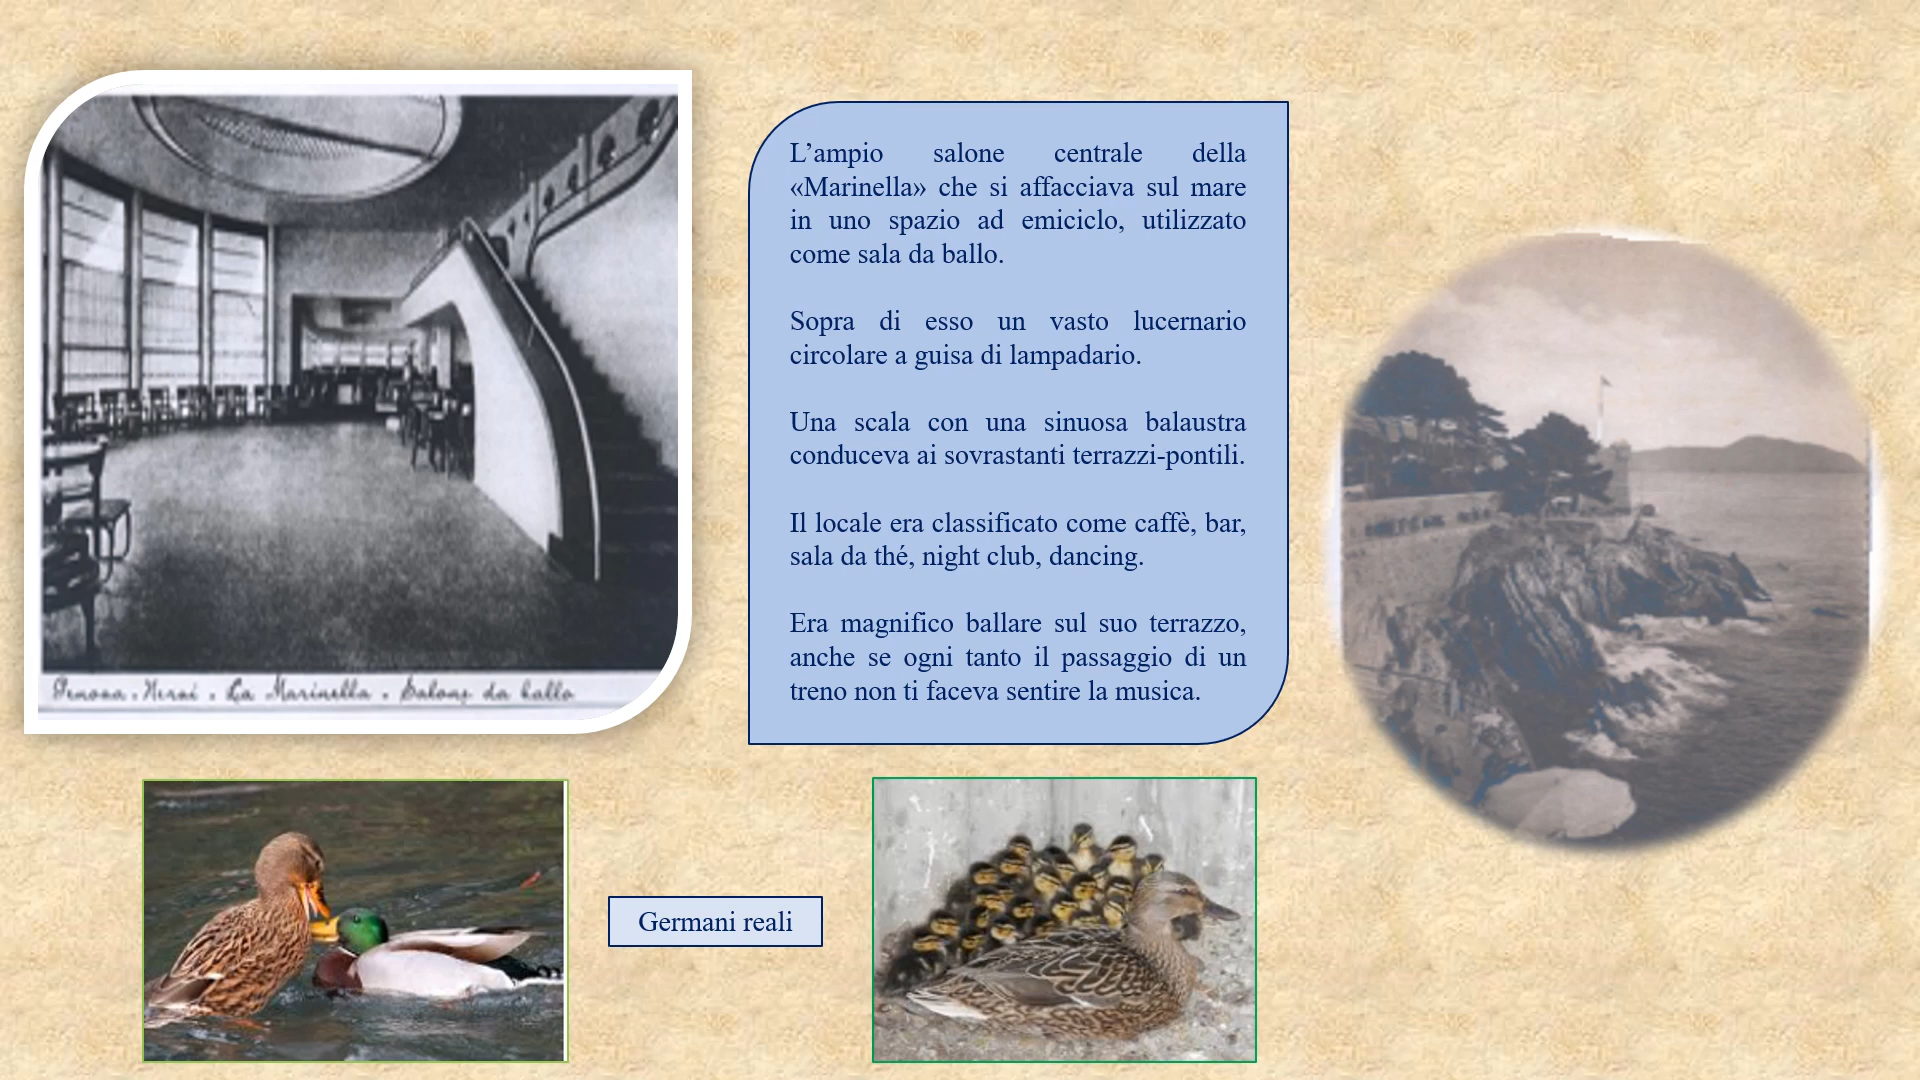 Genova - Nervi - La Marinella - Salone da ballo
L’ampio salone centrale della
«Marinella» che si affacciava sul mare
in uno spazio ad emiciclo, utilizzato
come sala da ballo.
Sopra di esso un vasto lucernario
circolare a guisa di lampadario.
Una scala con una sinuosa balaustra
conduceva ai sovrastanti terrazzi-pontili.
Il locale era classificato come caffè, bar,
sala da thé, night club, dancing.
Era magnifico ballare sul suo terrazzo,
anche se ogni tanto il passaggio di un
treno non ti faceva sentire la musica.
Germani reali